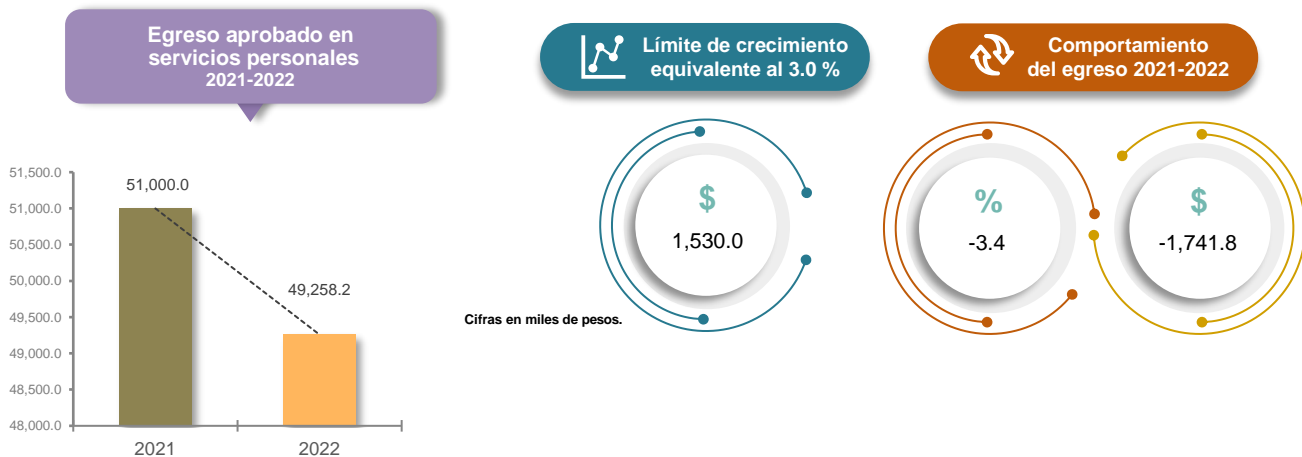 Egreso aprobado en
servicios personales
2021-2022
Límite de crecimiento
equivalente al 3.0 %
Comportamiento
del egreso 2021-2022
51,500.0
51,000.0
50,500.0
50,000.0
49,500.0
49,000.0
48,500.0
48,000.0
51,000.0
49,258.2
2021
2022
Cifras en miles de pesos.
$
1,530.0
%
-3.4
$
-1,741.8